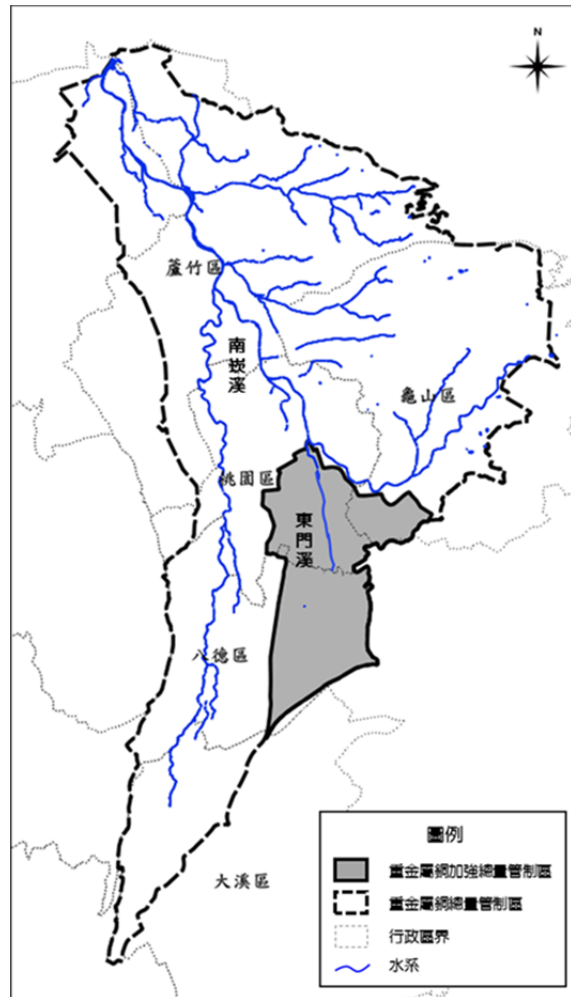 N
蘆竹區
南崁溪
龜山區
桃園區
東門溪
八德區
大溪區
圖例
重金屬銅加強總量管制區
重金屬銅總量管制區
行政區界
水系